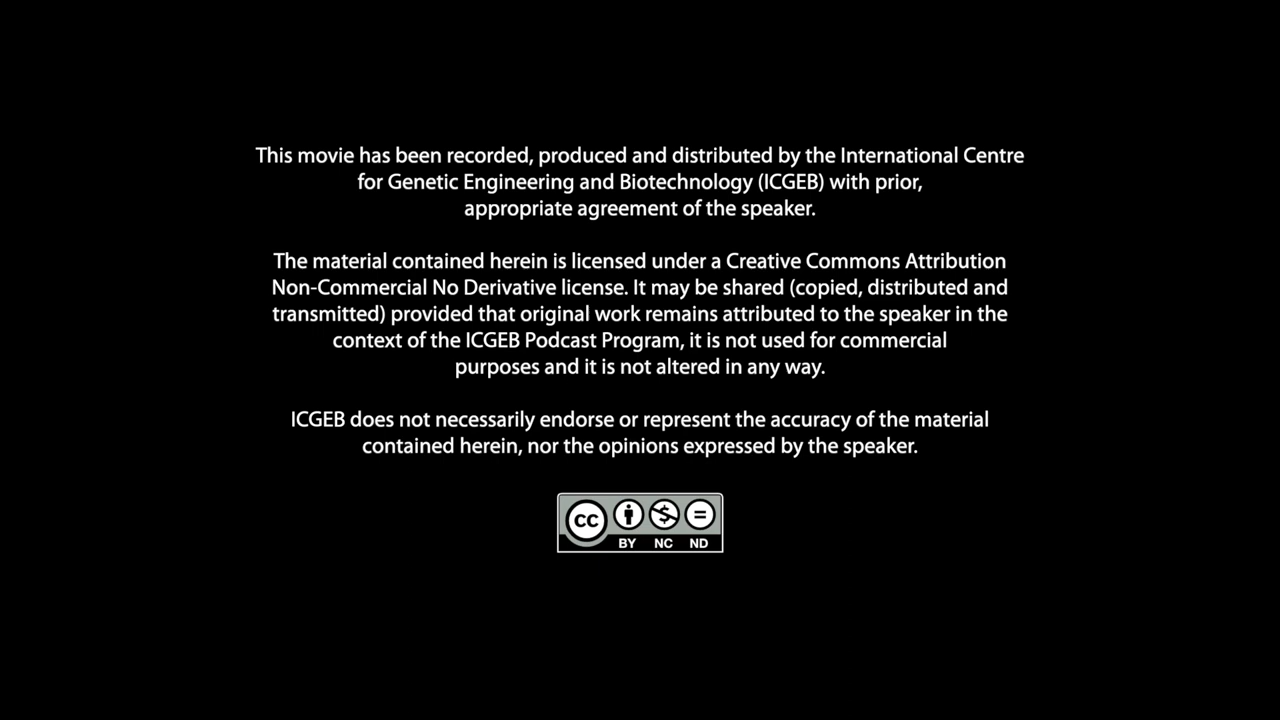 This movie has been recorded, produced and distributed by the International Centre
for Genetic Engineering and Biotechnology (ICGEB) with prior,
appropriate agreement of the speaker.
The material contained herein is licensed under a Creative Commons Attribution
Non-Commercial No Derivative license. It may be shared (copied, distributed and
transmitted) provided that original work remains attributed to the speaker in the
context of the ICGEB Podcast Program, it is not used for commercial
purposes and it is not altered in any way.
ICGEB does not necessarily endorse or represent the accuracy of the material
contained herein, nor the opinions expressed by the speaker.
cc $ =
BY NC ND